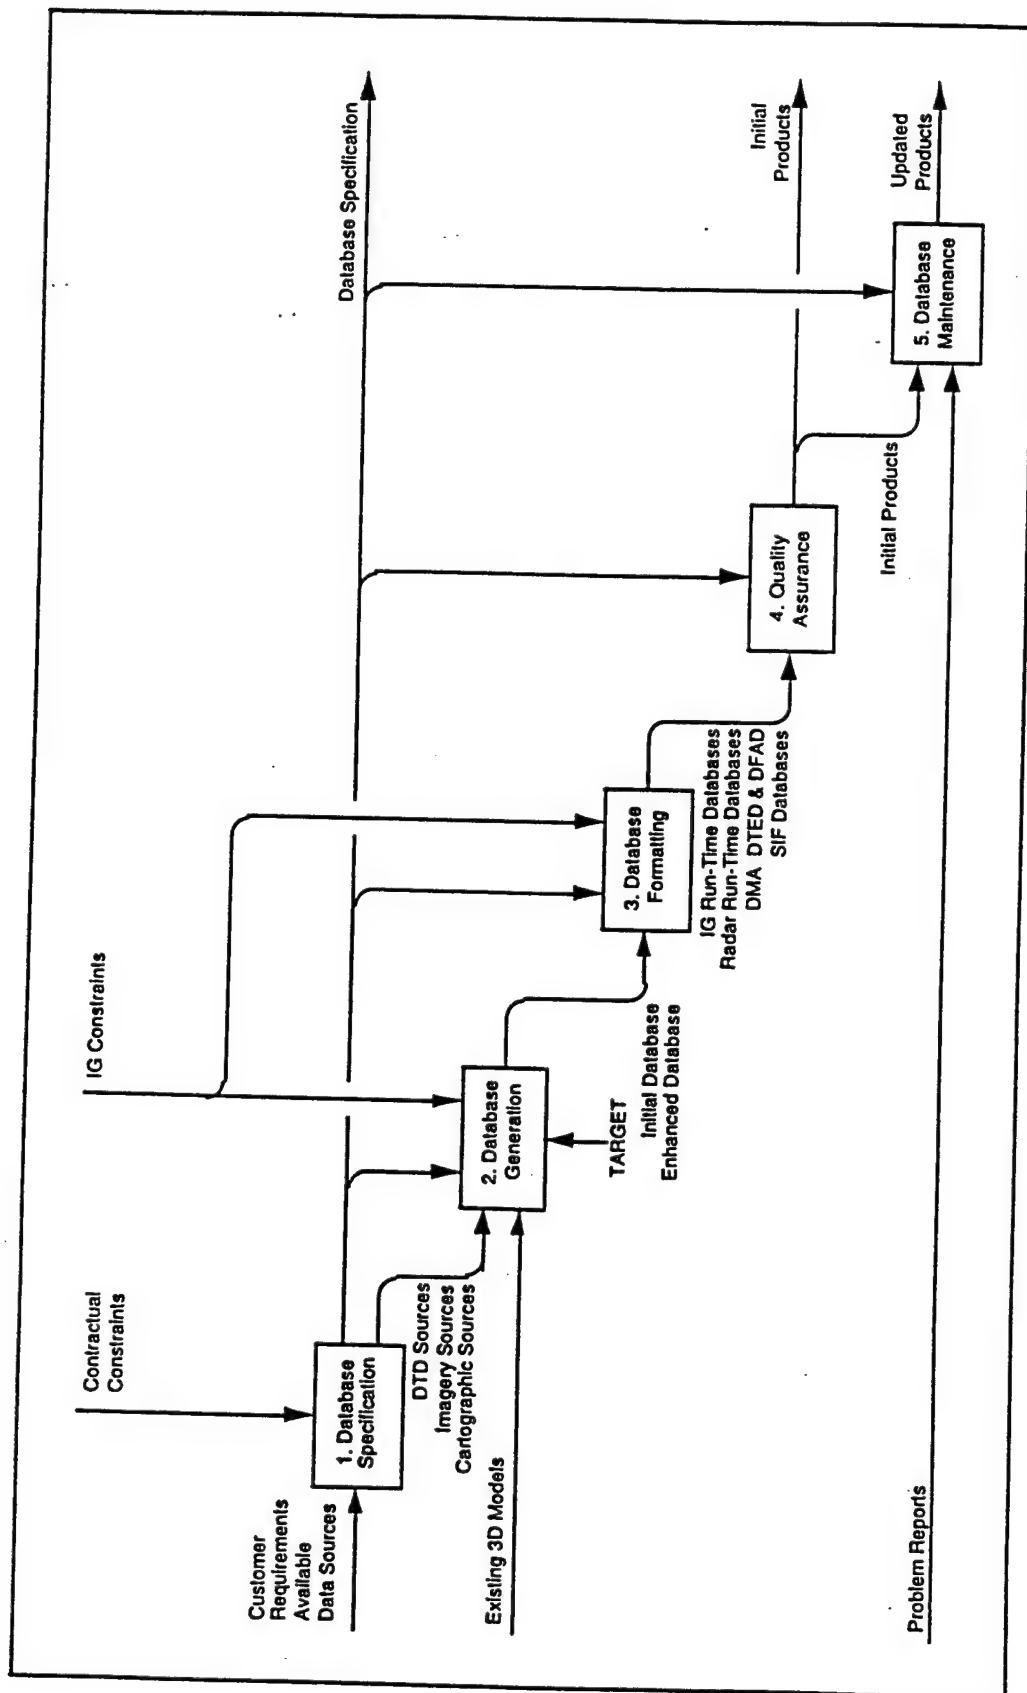 Contractual
Constraints
IG Constraints
Database Specification
Customer
Requirements
Available
Data Sources
1. Database
Specification
DTD Sources
Imagery Sources
Cartographic Sources
Existing 3D Models
2. Database
Generation
TARGET
Initial Database
Enhanced Database
3. Database
Formatting
IG Run-Time Databases
Radar Run-Time Databases
DMA DTED & DFAD
SIF Databases
4. Quality
Assurance
Initial
Products
Initial Products
5. Database
Maintenance
Updated
Products
Problem Reports